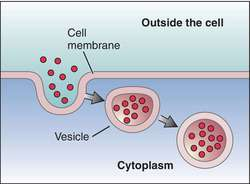 Outside the cell
Cell
membrane
Vesicle
Cytoplasm